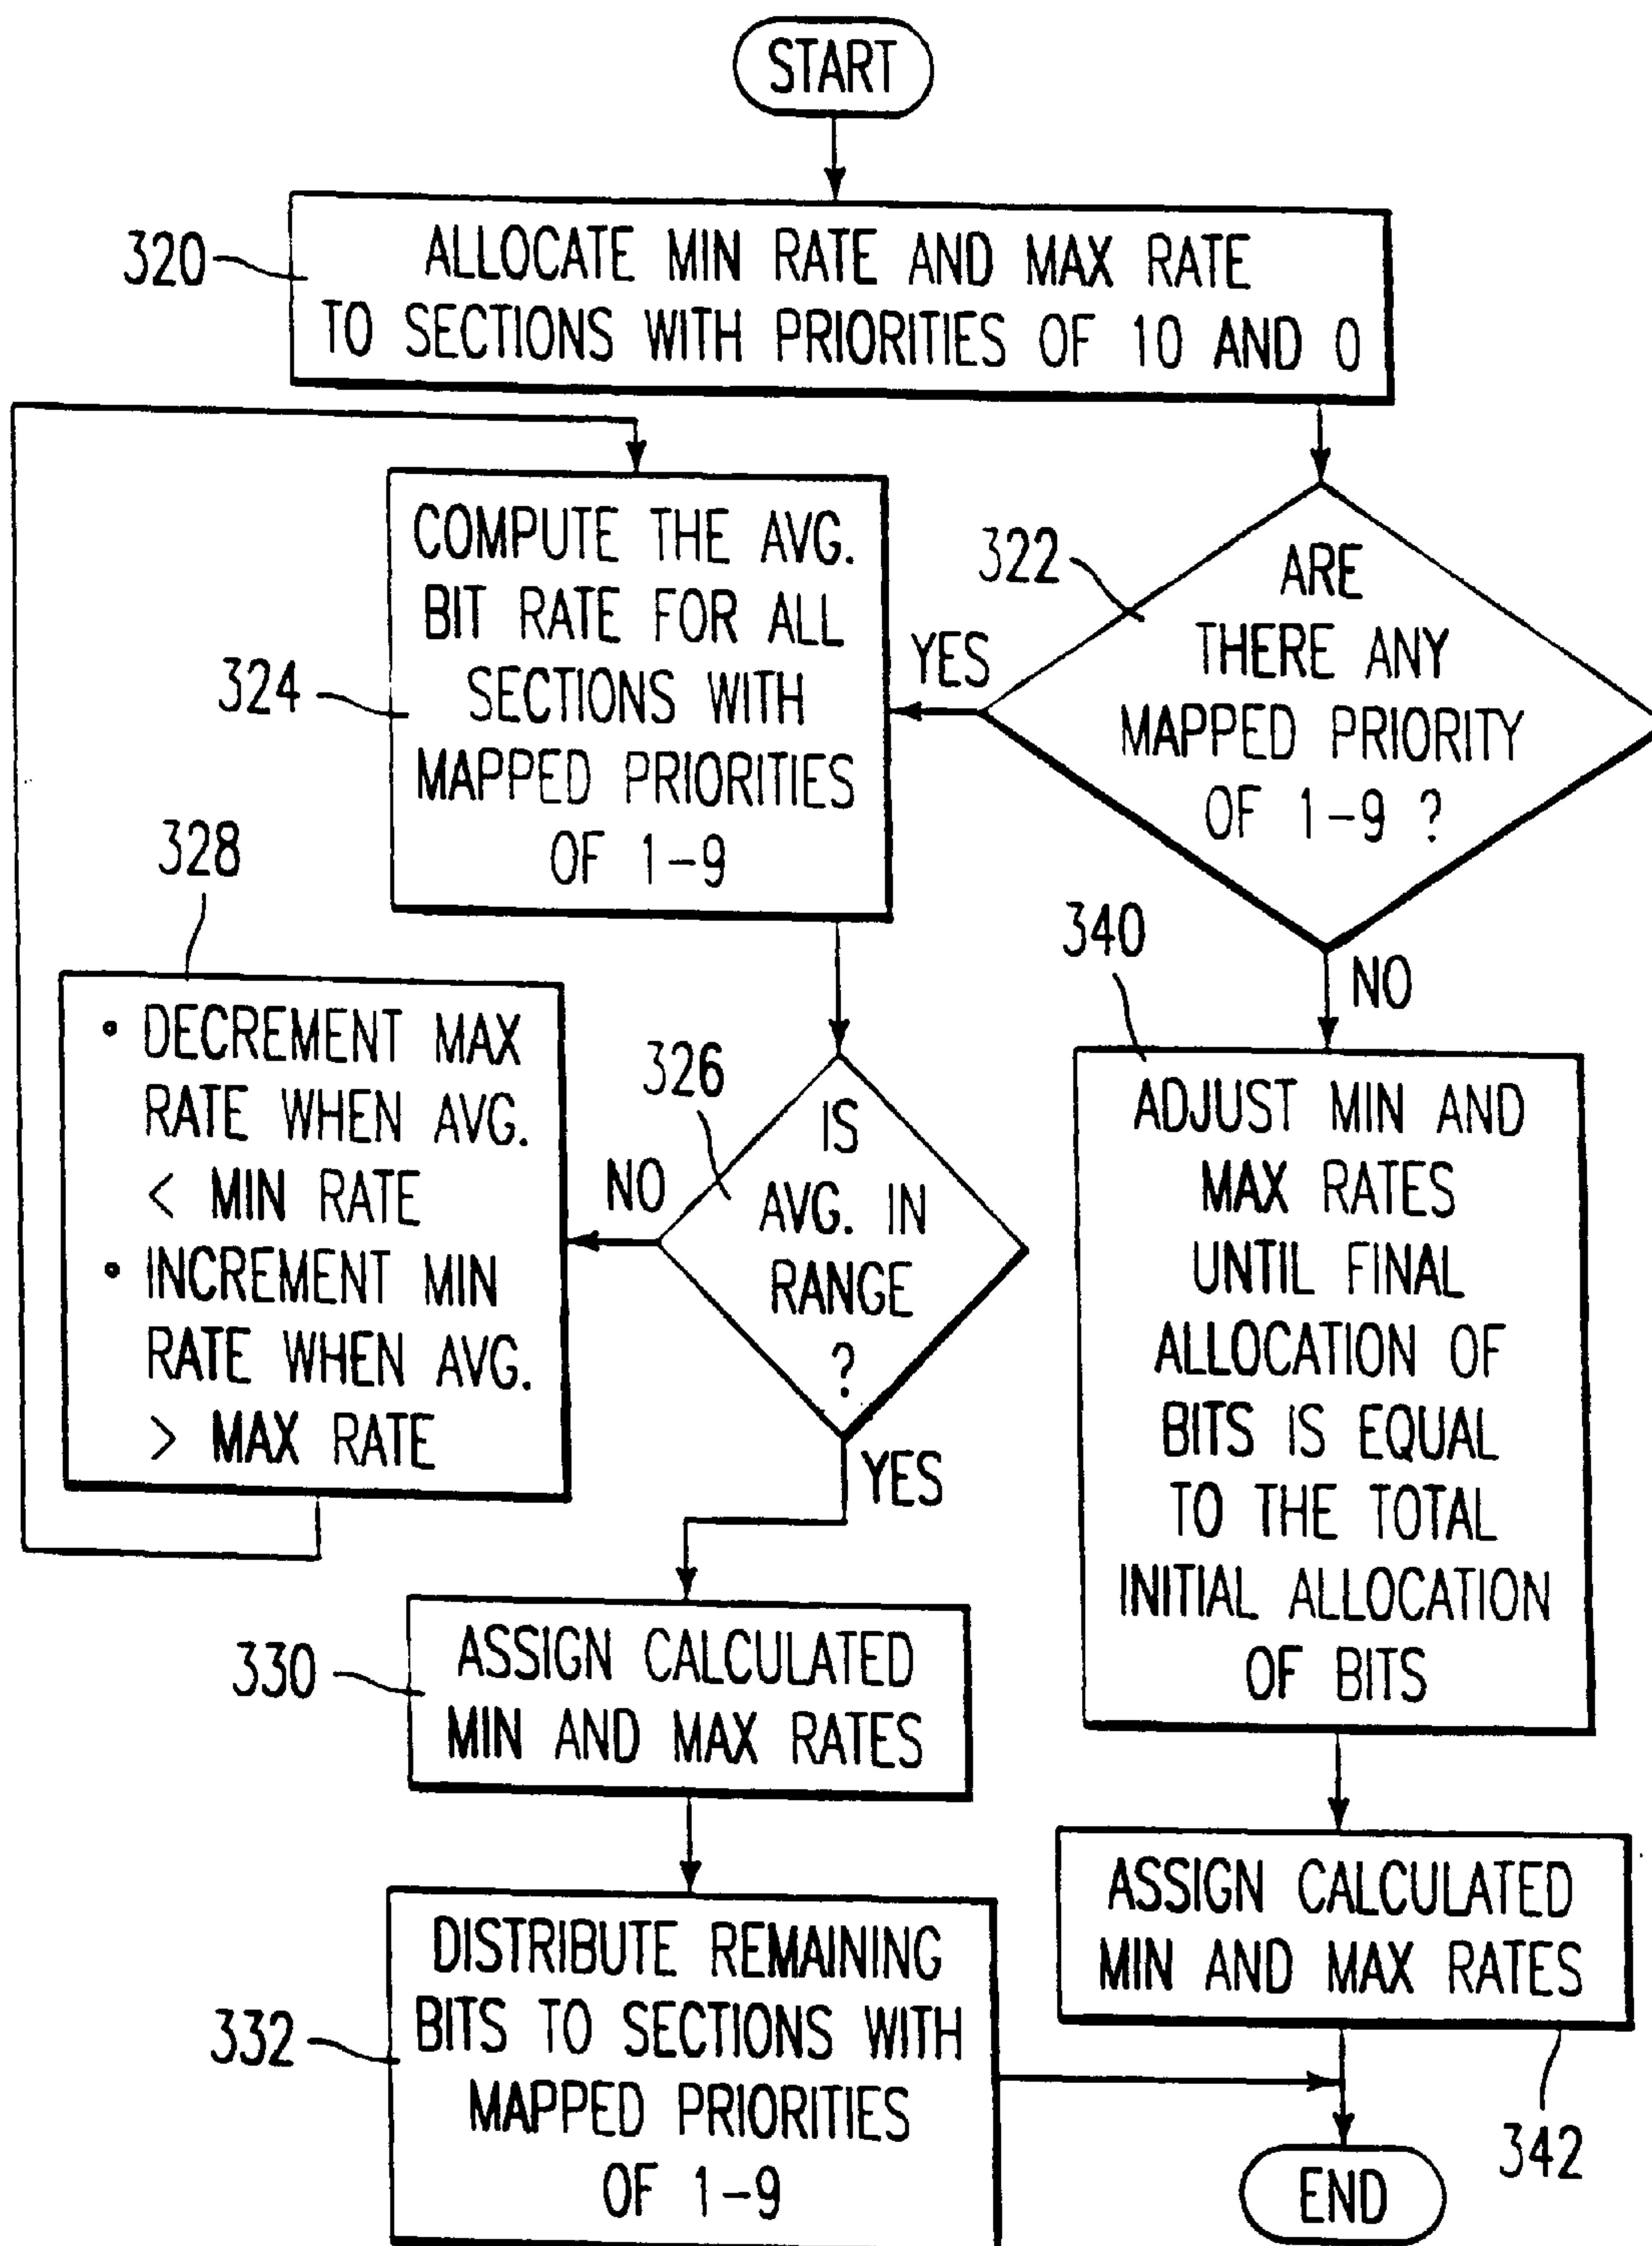 START
320
ALLOCATE MIN RATE AND MAX RATE
TO SECTIONS WITH PRIORITIES OF 10 AND 0
322
ARE
THERE ANY
MAPPED PRIORITY
OF 1-9 ?
YES
NO
324
COMPUTE THE AVG.
BIT RATE FOR ALL
SECTIONS WITH
MAPPED PRIORITIES
OF 1-9
326
IS
AVG. IN
RANGE
?
NO
YES
328
• DECREMENT MAX
RATE WHEN AVG.
< MIN RATE
• INCREMENT MIN
RATE WHEN AVG.
> MAX RATE
330
ASSIGN CALCULATED
MIN AND MAX RATES
332
DISTRIBUTE REMAINING
BITS TO SECTIONS WITH
MAPPED PRIORITIES
OF 1-9
340
ADJUST MIN AND
MAX RATES
UNTIL FINAL
ALLOCATION OF
BITS IS EQUAL
TO THE TOTAL
INITIAL ALLOCATION
OF BITS
ASSIGN CALCULATED
MIN AND MAX RATES
342
END